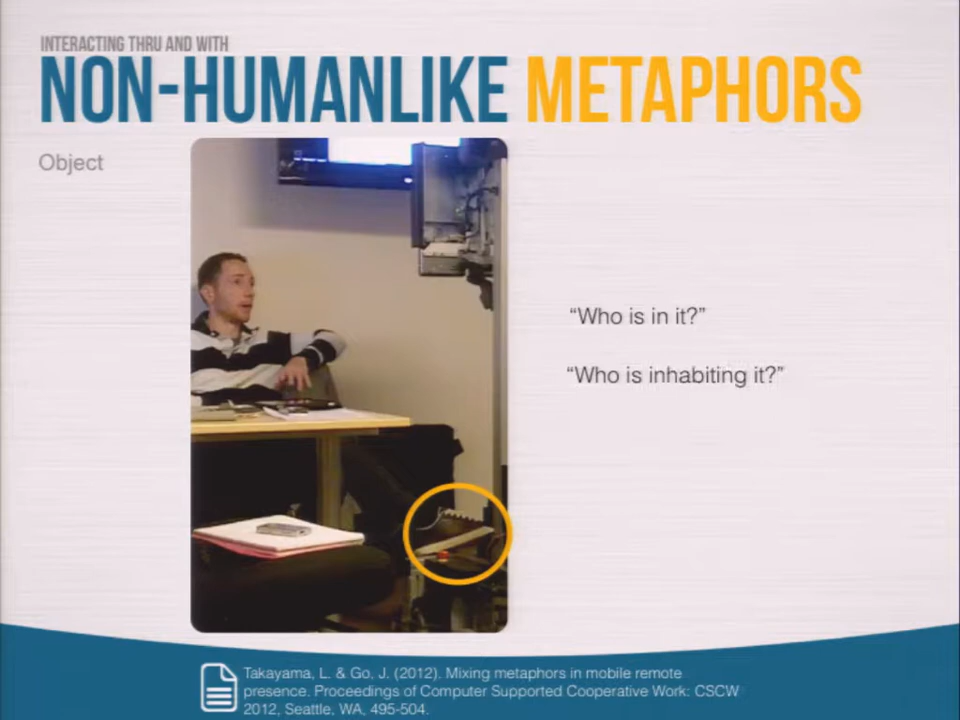 INTERACTING THRU AND WITH
NON-HUMANLIKE METAPHORS
Object
“Who is in it?”
“Who is inhabiting it?”
Takayama, L. & Go, J. (2012). Mixing metaphors in mobile remote
presence. Proceedings of Computer Supported Cooperative Work: CSCW
2012, Seattle, WA, 495-504.